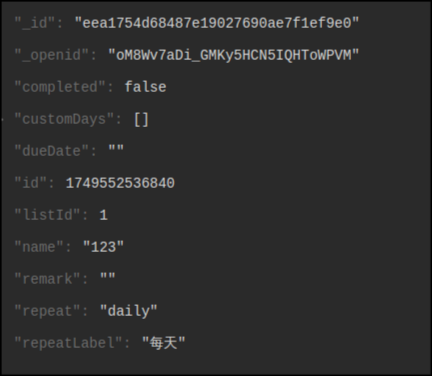 "_id": "eea1754d68487e19027690ae7f1ef9e0"
"_openid": "oM8Wv7aDi_GMKy5HCN5IQHToWPVM"
"completed": false
"customDays": []
"dueDate": ""
"id": 1749552536840
"listId": 1
"name": "123"
"remark": ""
"repeat": "daily"
"repeatLabel": "每天"